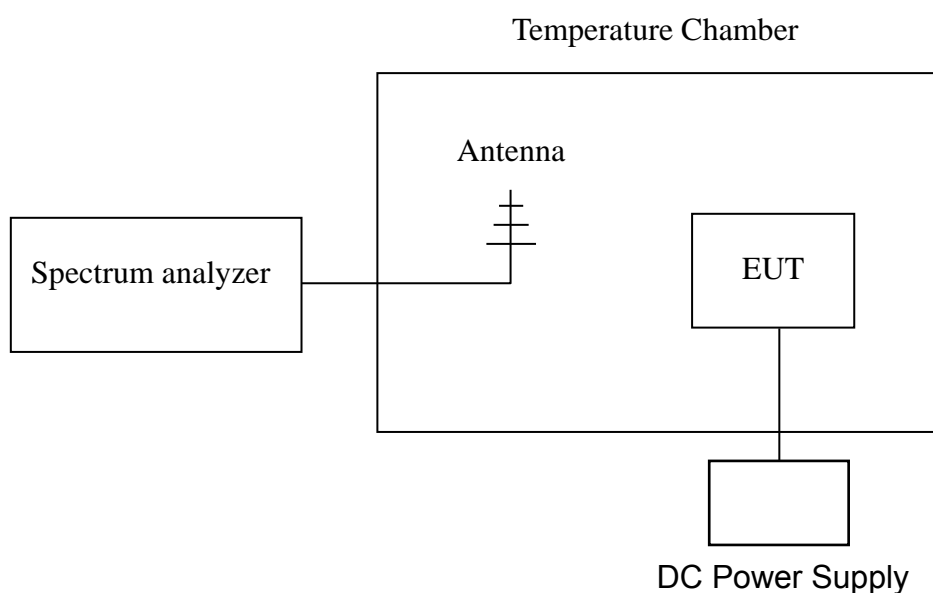 Temperature Chamber
Antenna
Spectrum analyzer
EUT
DC Power Supply